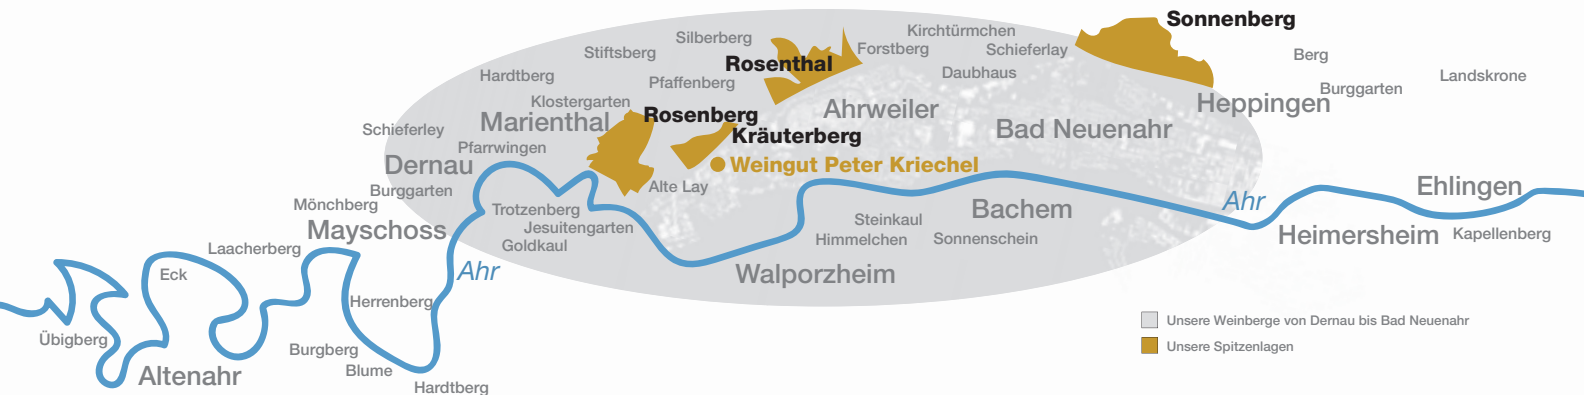 Sonnenberg
Kirchtürmchen
Silberberg
Forstberg
Schieferlay
Stiftsberg
Berg
Rosenthal
Daubhaus
Hardtberg
Landskrone
Pfaffenberg
Burggarten
Klostergarten
Heppingen
Ahrweiler
Rosenberg
Marienthal
Schieferley
Bad Neuenahr
Kräuterberg
Pfarrwingen
Dernau
Weingut Peter Kriechel
Alte Lay
Ehlingen
Burggarten
Ahr
Mönchberg
Trotzenberg
Bachem
Steinkaul
Jesuitengarten
Mayschoss
Heimersheim
Kapellenberg
Himmelchen
Sonnenschein
Goldkaul
Laacherberg
Ahr
Walporzheim
Eck
Herrenberg
Unsere Weinberge von Dernau bis Bad Neuenahr
Übigberg
Unsere Spitzenlagen
Burgberg
Blume
Altenahr
Hardtberg